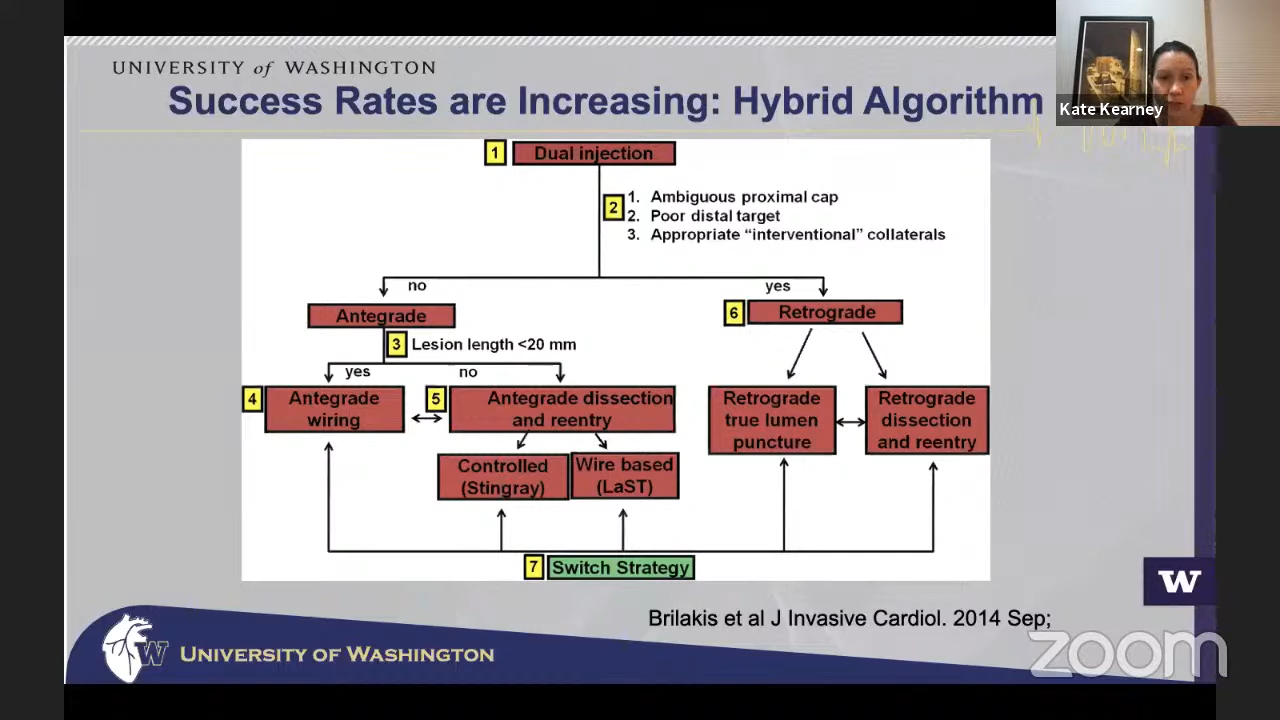 UNIVERSITY of WASHINGTON
Success Rates are Increasing: Hybrid Algorithm
Kate Kearney
1 Dual injection
2
1. Ambiguous proximal cap
2. Poor distal target
3. Appropriate “interventional” collaterals
no
yes
Antegrade
6 Retrograde
3 Lesion length <20 mm
yes
no
4 Antegrade
wiring
5 Antegrade dissection
and reentry
Retrograde
true lumen
puncture
Retrograde
dissection
and reentry
Controlled
(Stingray)
Wire based
(LaST)
7 Switch Strategy
W
Brilakis et al J Invasive Cardiol. 2014 Sep;
W
UNIVERSITY OF WASHINGTON
zoom